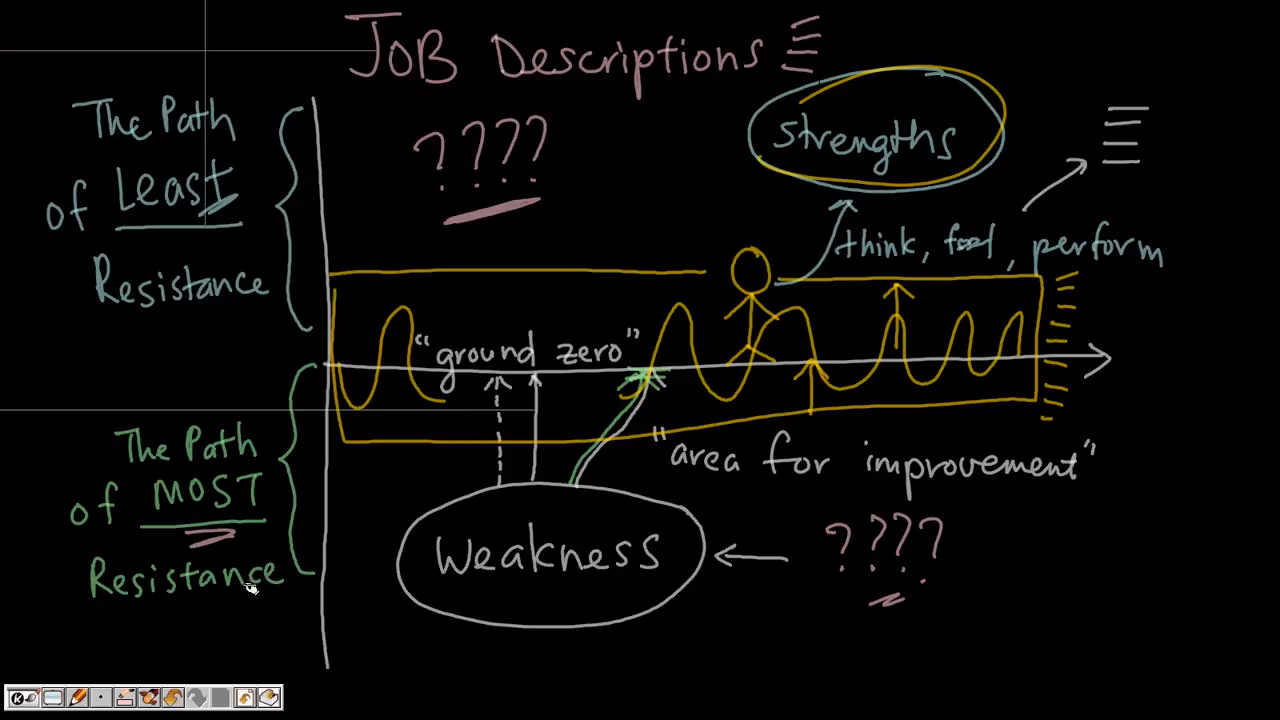 JOB Descriptions
The Path
of Least
Resistance
????
strengths
think, feel, perform
"ground zero"
The Path
of MOST
Resistance
"area for improvement"
Weakness
????